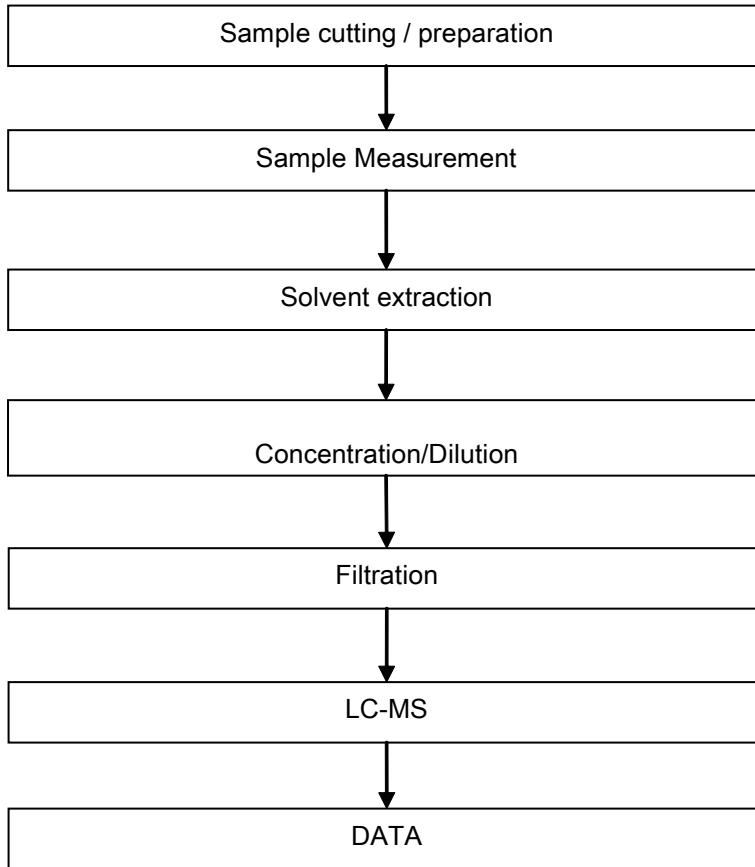 Sample cutting / preparation
Sample Measurement
Solvent extraction
Concentration/Dilution
Filtration
LC-MS
DATA